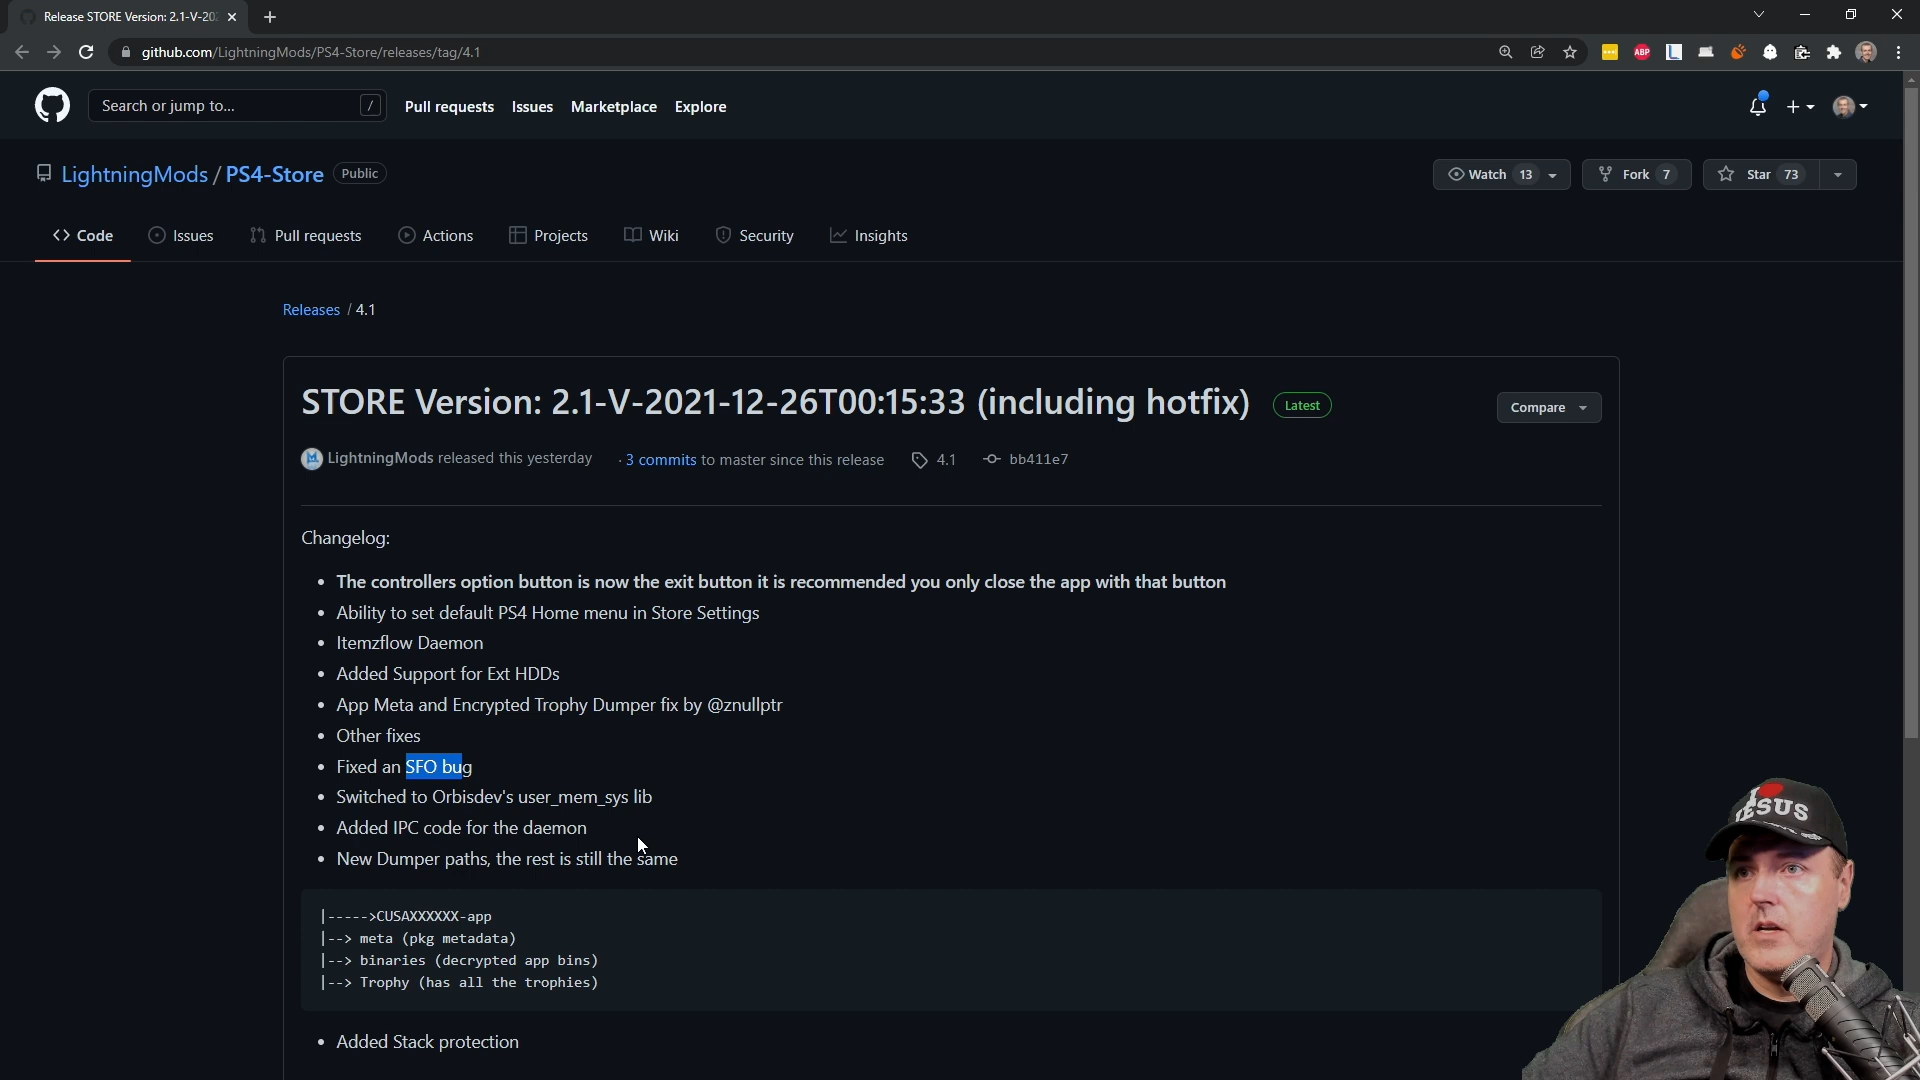 Release STORE Version: 2.1-V-202
github.com/LightningMods/PS4-Store/releases/tag/4.1
ABP
L
Search or jump to...
/
Pull requests
Issues
Marketplace
Explore
LightningMods / PS4-Store
Public
Watch 13
Fork 7
Star 73
Code
Issues
Pull requests
Actions
Projects
Wiki
Security
Insights
Releases / 4.1
STORE Version: 2.1-V-2021-12-26T00:15:33 (including hotfix)
Latest
Compare
LightningMods released this yesterday
· 3 commits to master since this release
4.1
bb411e7
Changelog:
• The controllers option button is now the exit button it is recommended you only close the app with that button
• Ability to set default PS4 Home menu in Store Settings
• Itemzflow Daemon
• Added Support for Ext HDDs
• App Meta and Encrypted Trophy Dumper fix by @znullptr
• Other fixes
• Fixed an SFO bug
• Switched to Orbisdev's user_mem_sys lib
• Added IPC code for the daemon
• New Dumper paths, the rest is still the same
|----->CUSAXXXXXX-app
|--> meta (pkg metadata)
|--> binaries (decrypted app bins)
|--> Trophy (has all the trophies)
• Added Stack protection
I
JESUS